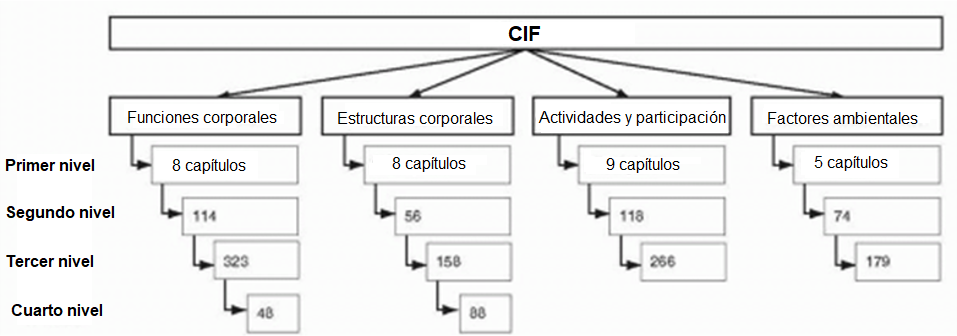 CIF
Funciones corporales
Estructuras corporales
Actividades y participación
Factores ambientales
Primer nivel
8 capítulos
8 capítulos
9 capítulos
5 capítulos
Segundo nivel
114
56
118
74
Tercer nivel
323
158
266
179
Cuarto nivel
48
88